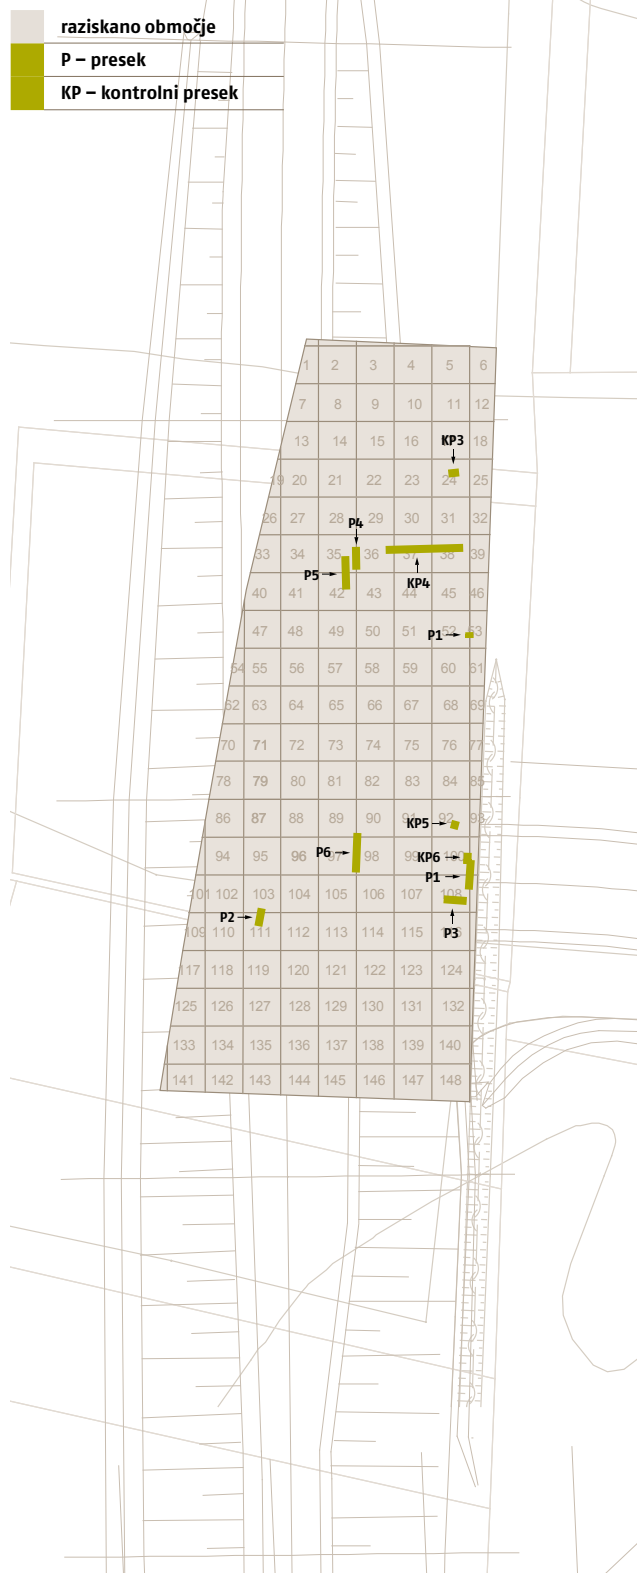 raziskano območje
P – presek
KP – kontrolni presek
1 2 3 4 5 6
7 8 9 10 11 12
13 14 15 16 KP3 18
19 20 21 22 23 24 25
26 27 28 29 30 31 32
P4
33 34 35 36 37 38 39
P5 KP4
40 41 42 43 44 45 46
47 48 49 50 51 P1 52 53
54 55 56 57 58 59 60 61
62 63 64 65 66 67 68 69
70 71 72 73 74 75 76 77
78 79 80 81 82 83 84 85
86 87 88 89 90 91 KP5 92 93
94 95 96 P6 97 98 99 KP6 100
P1
101 102 103 104 105 106 107 108
P2
109 110 111 112 113 114 115 P3
117 118 119 120 121 122 123 124
125 126 127 128 129 130 131 132
133 134 135 136 137 138 139 140
141 142 143 144 145 146 147 148